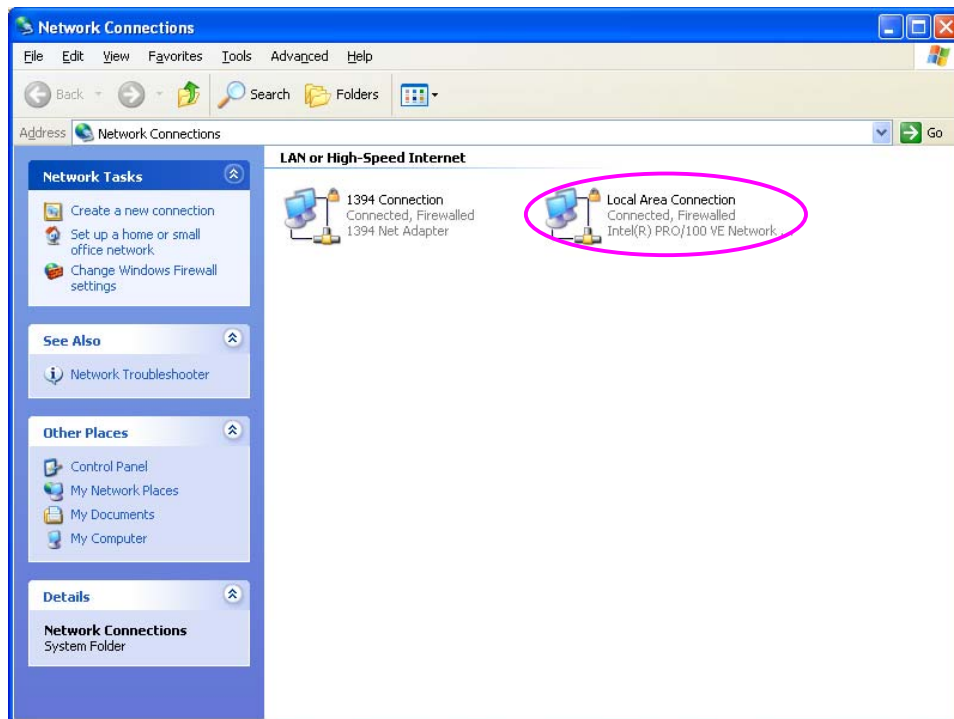 Network Connections
File Edit View Favorites Tools Advanced Help
Back Search Folders
Address Network Connections Go
Network Tasks
Create a new connection
Set up a home or small
office network
Change Windows Firewall
settings
See Also
Network Troubleshooter
Other Places
Control Panel
My Network Places
My Documents
My Computer
Details
Network Connections
System Folder
LAN or High-Speed Internet
1394 Connection
Connected, Firewalled
1394 Net Adapter
Local Area Connection
Connected, Firewalled
Intel(R) PRO/100 VE Network...